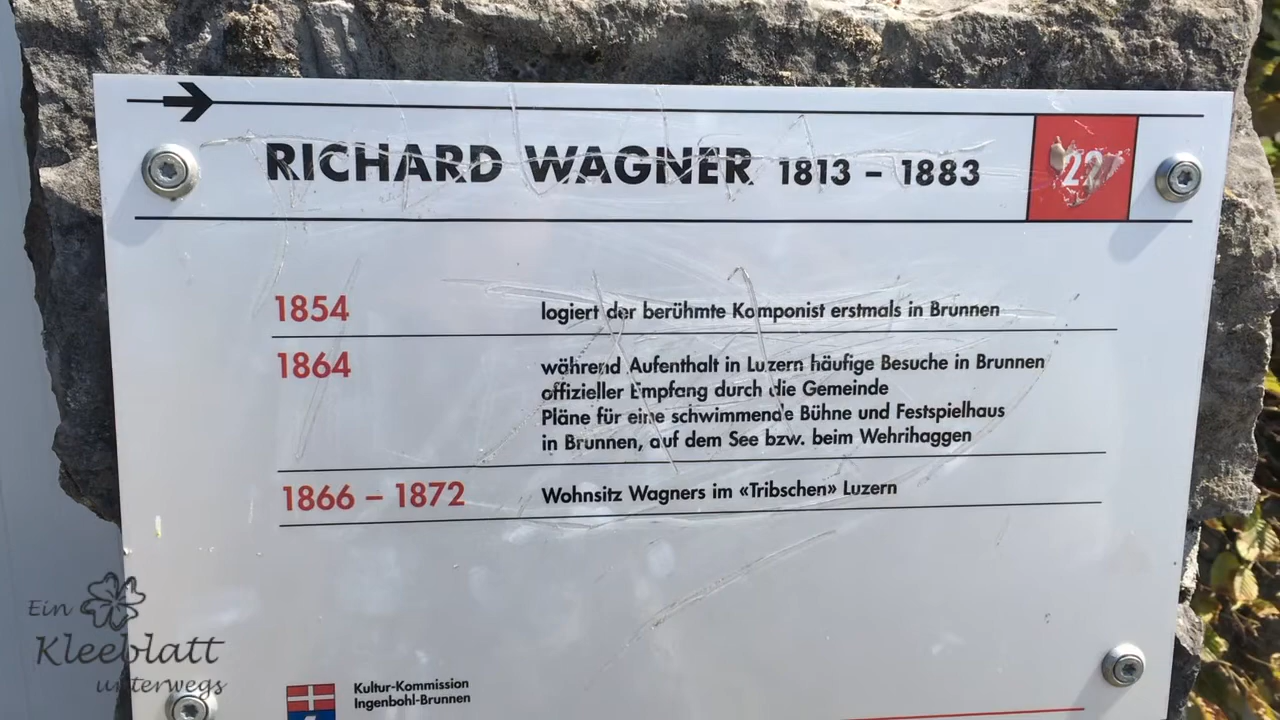 RICHARD WAGNER 1813 – 1883
22
1854 logiert der berühmte Komponist erstmals in Brunnen
1864 während Aufenthalt in Luzern häufige Besuche in Brunnen
offizieller Empfang durch die Gemeinde
Pläne für eine schwimmende Bühne und Festspielhaus
in Brunnen, auf dem See bzw. beim Wehrihaggen
1866 – 1872 Wohnsitz Wagners im «Tribschen» Luzern
Kultur-Kommission
Ingenbohl-Brunnen
Ein
Kleeblatt
unterwegs